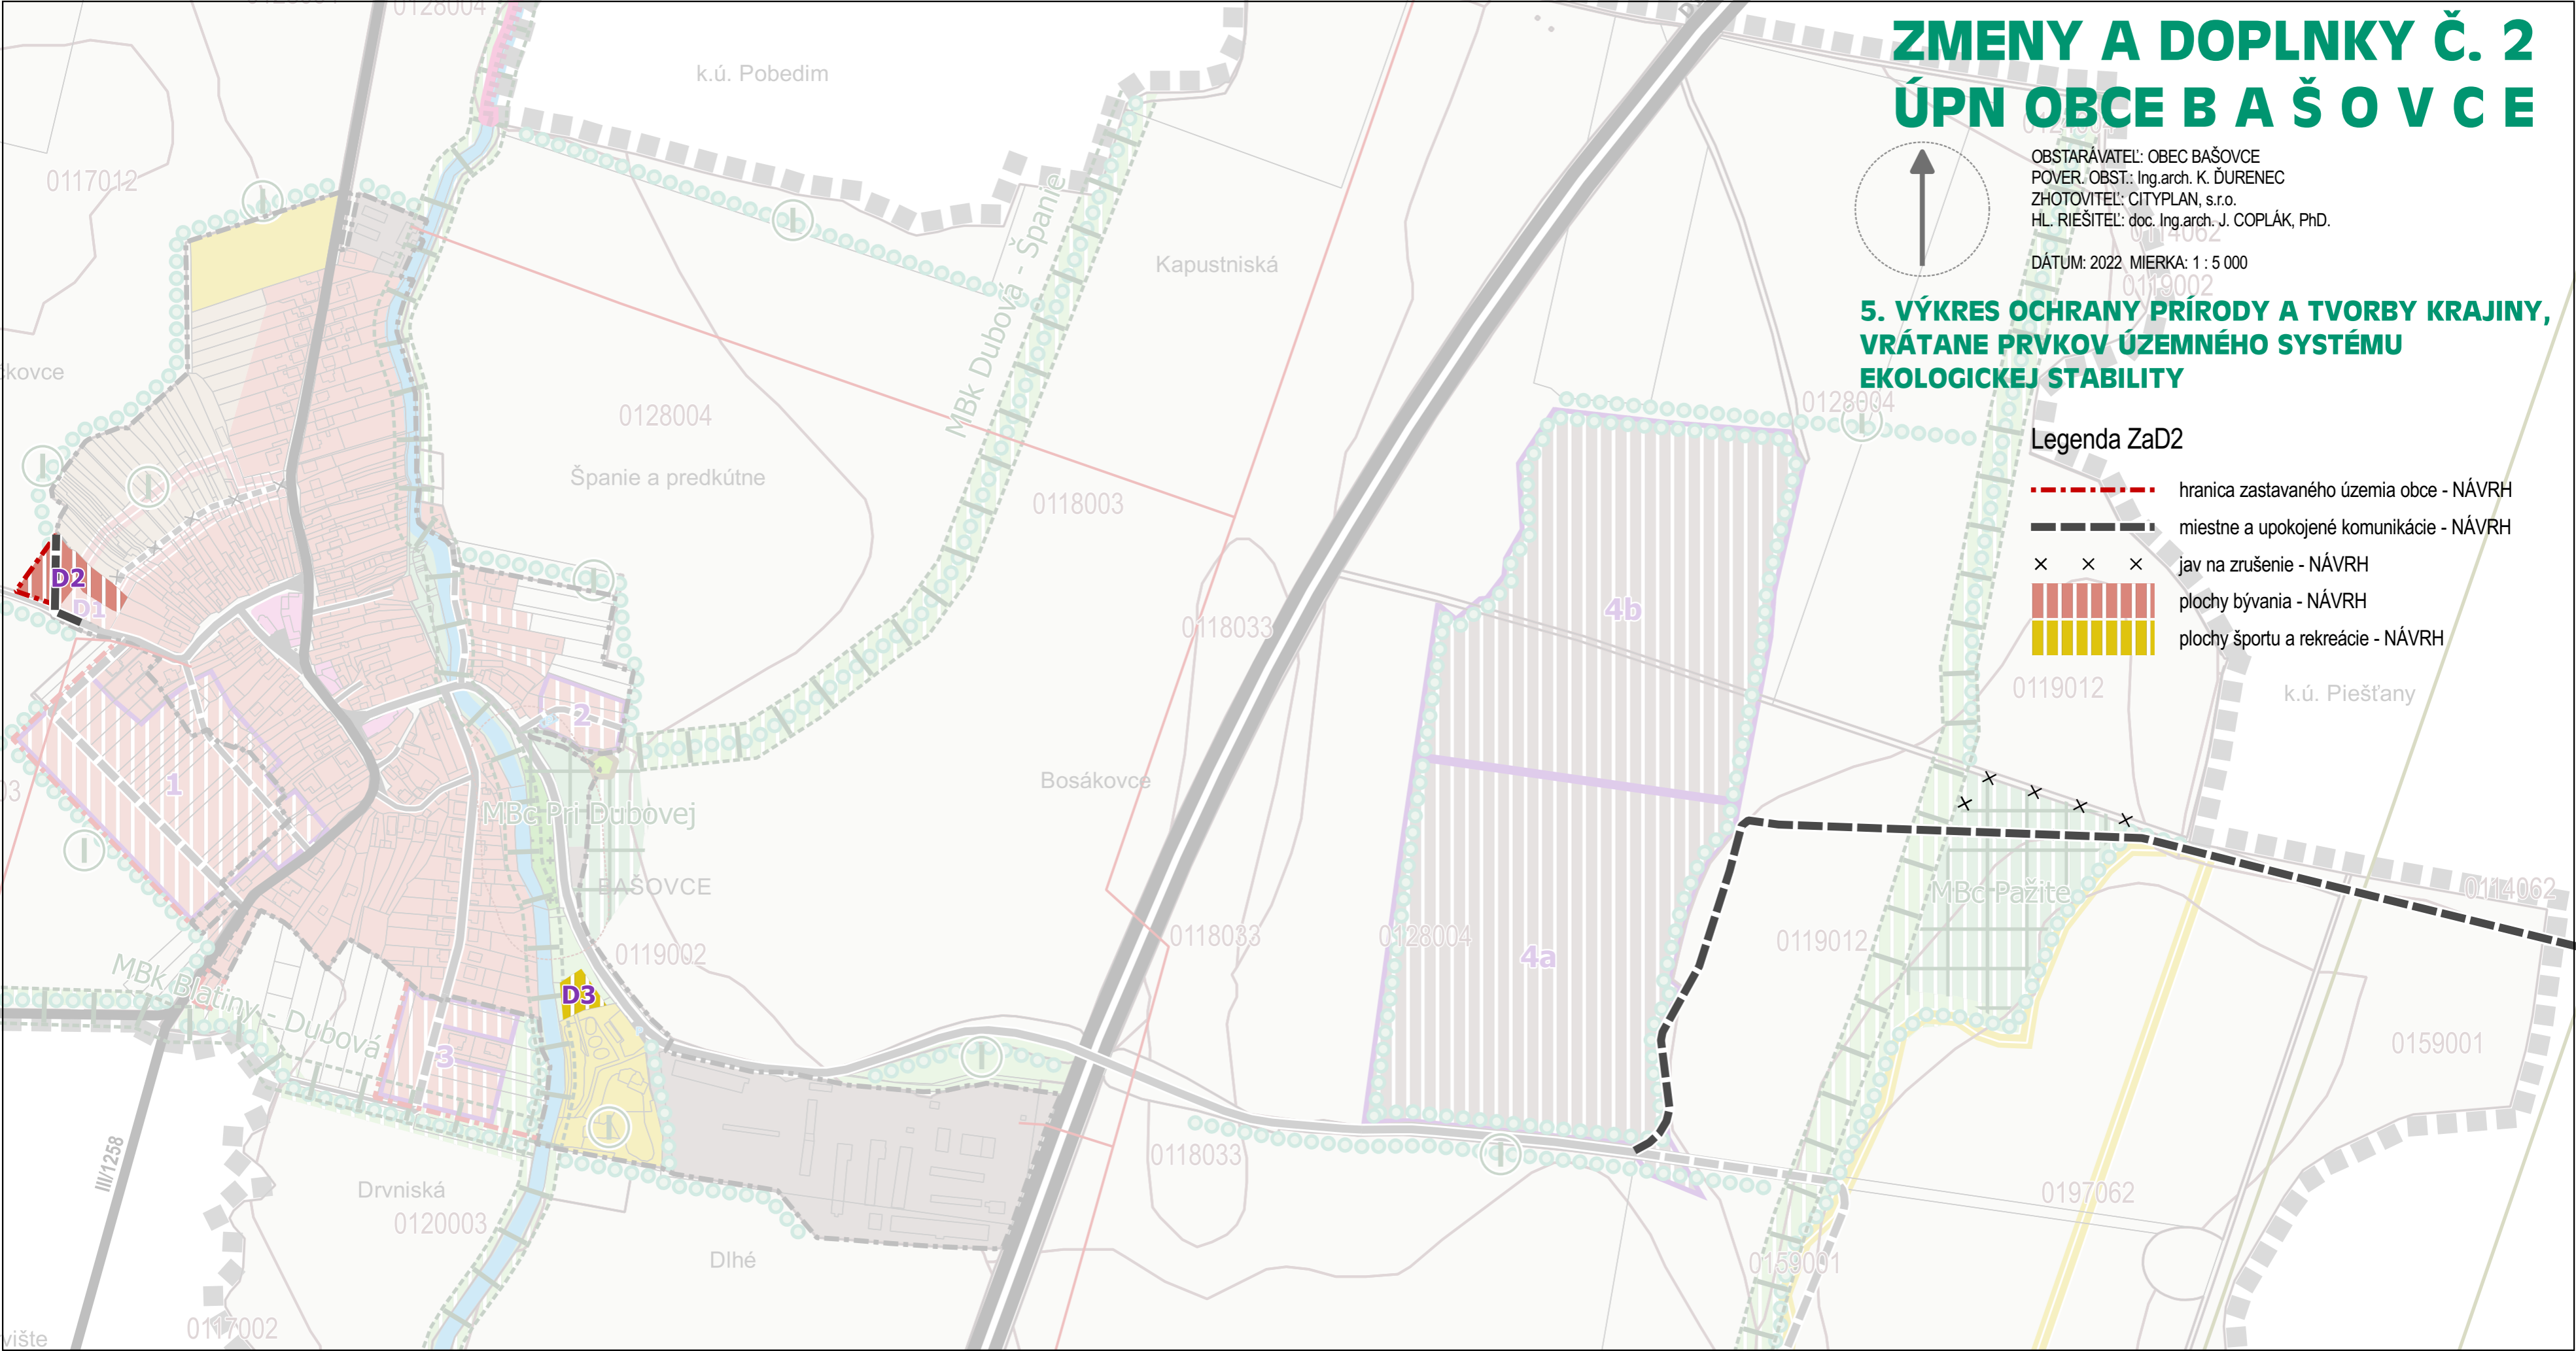 ZMENY A DOPLNKY Č. 2
ÚPN OBCE B A Š O V C E
OBSTARÁVATEĽ: OBEC BAŠOVCE
POVER. OBST.: Ing.arch. K. ĎURENEC
ZHOTOVITEĽ: CITYPLAN, s.r.o.
HL. RIEŠITEĽ: doc. Ing.arch. J. COPLÁK, PhD.
DÁTUM: 2022 MIERKA: 1 : 5 000
5. VÝKRES OCHRANY PRÍRODY A TVORBY KRAJINY,
VRÁTANE PRVKOV ÚZEMNÉHO SYSTÉMU
EKOLOGICKEJ STABILITY
Legenda ZaD2
hranica zastavaného územia obce - NÁVRH
miestne a upokojené komunikácie - NÁVRH
jav na zrušenie - NÁVRH
plochy bývania - NÁVRH
plochy športu a rekreácie - NÁVRH
0128004
k.ú. Pobedim
0117012
0114062
0119002
Kapustniská
MBk Dubová - Španie
0128004
0128004
Španie a predkútne
0118003
D2
D1
4b
0118033
0119012
k.ú. Piešťany
2
1
Bosákovce
MBc Pri Dubovej
BAŠOVCE
MBc Pažite
0114062
0118033
0128004
0119012
0119002
4a
MBk Blatiny - Dubová
D3
3
0159001
III/1258
0118033
Drvniská
0120003
0197062
Dlhé
0159001
0117002